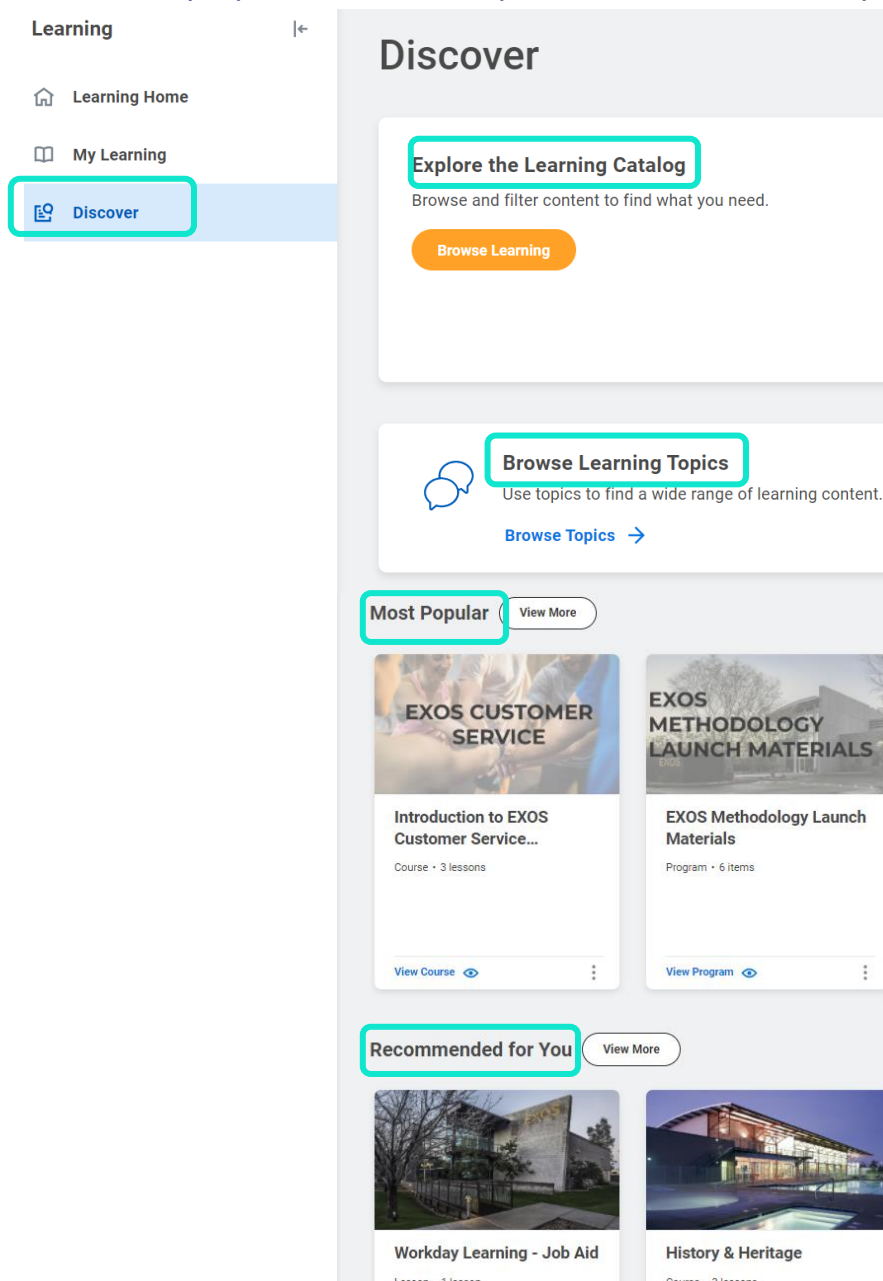 Learning
Learning Home
My Learning
Discover
Discover
Explore the Learning Catalog
Browse and filter content to find what you need.
Browse Learning
Browse Learning Topics
Use topics to find a wide range of learning content.
Browse Topics
Most Popular
View More
EXOS CUSTOMER
SERVICE
Introduction to EXOS
Customer Service...
Course • 3 lessons
View Course
EXOS
METHODOLOGY
LAUNCH MATERIALS
EXOS Methodology Launch
Materials
Program • 6 items
View Program
Recommended for You
View More
EXOS
Workday Learning - Job Aid
History & Heritage